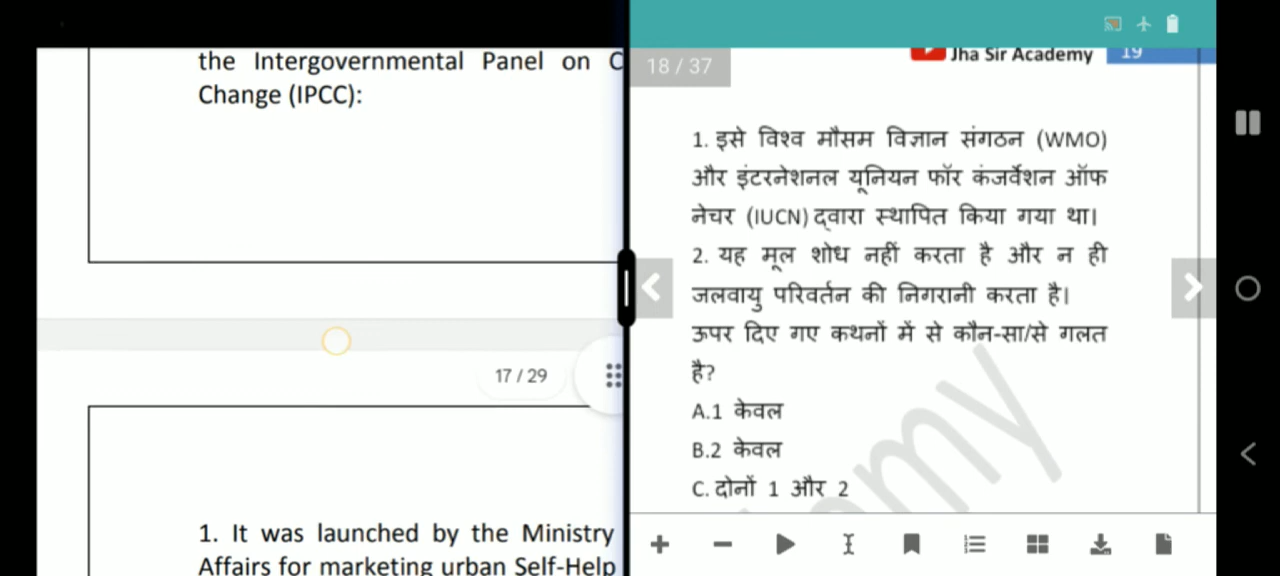 the Intergovernmental Panel on C
Change (IPCC):
17 / 29
1. It was launched by the Ministry
Affairs for marketing urban Self-Help
18 / 37
Jha Sir Academy
19
1. इसे विश्व मौसम विज्ञान संगठन (WMO)
और इंटरनेशनल यूनियन फॉर कंजर्वेशन ऑफ
नेचर (IUCN) द्वारा स्थापित किया गया था।
2. यह मूल शोध नहीं करता है और न ही
जलवायु परिवर्तन की निगरानी करता है।
ऊपर दिए गए कथनों में से कौन-सा/से गलत
है?
A.1 केवल
B.2 केवल
C. दोनों 1 और 2